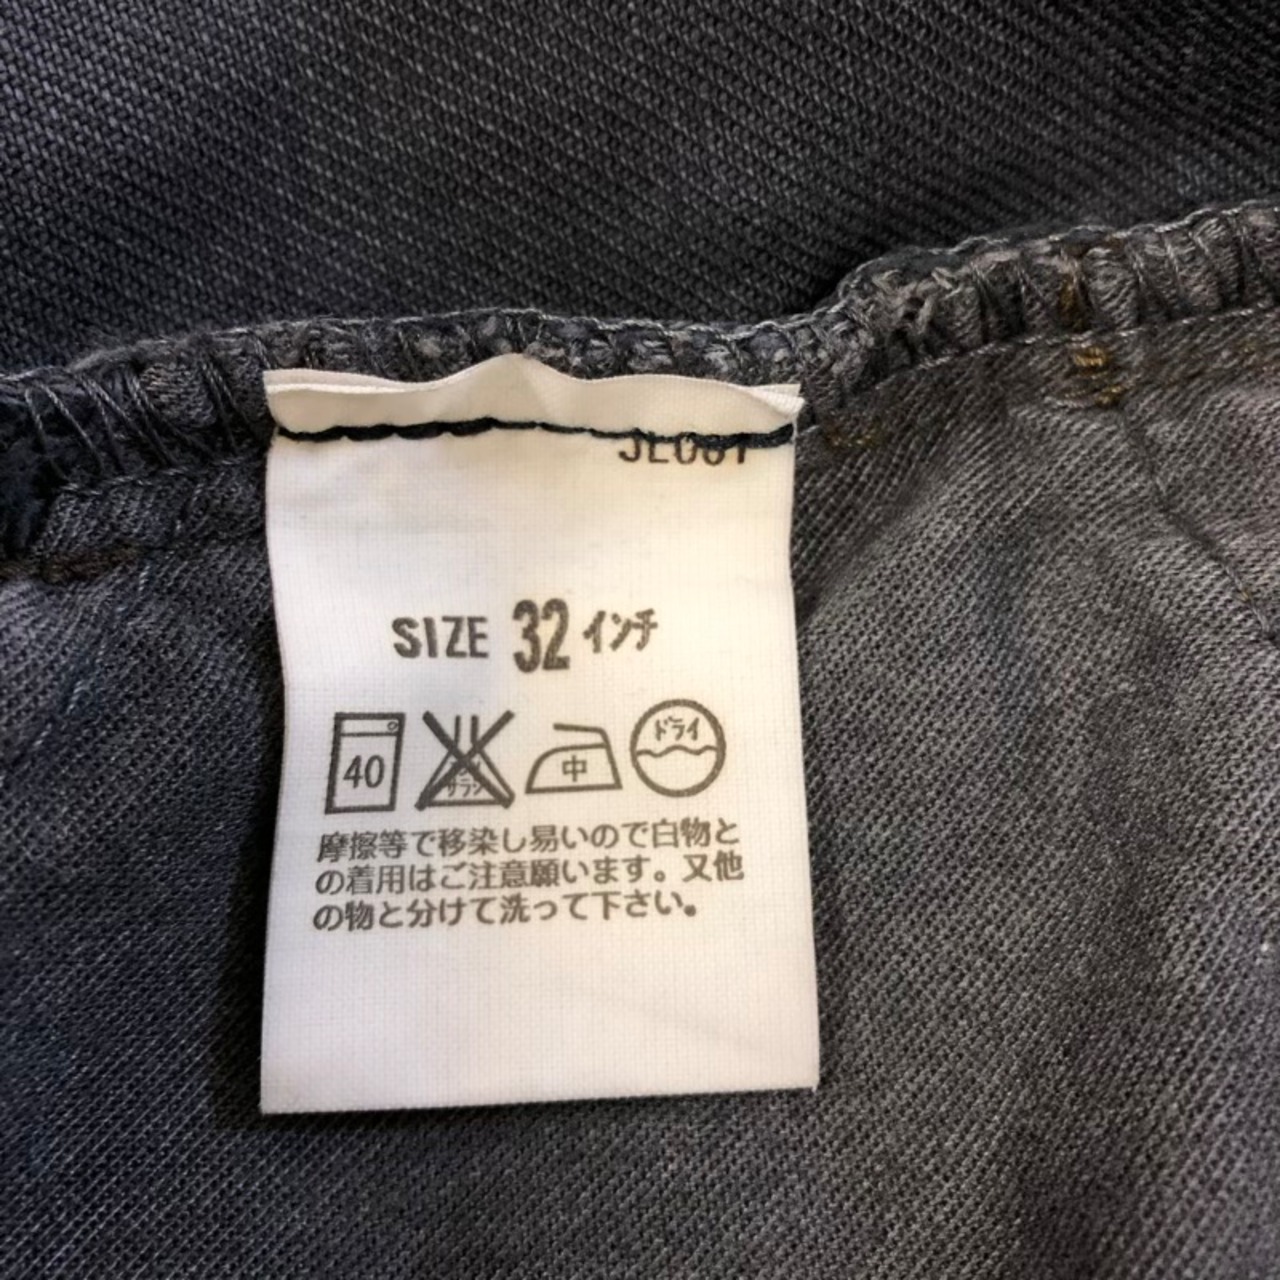 SIZE 32 インチ
40
中
ドライ
摩擦等で移染し易いので白物と
の着用はご注意願います。又他
の物と分けて洗って下さい。